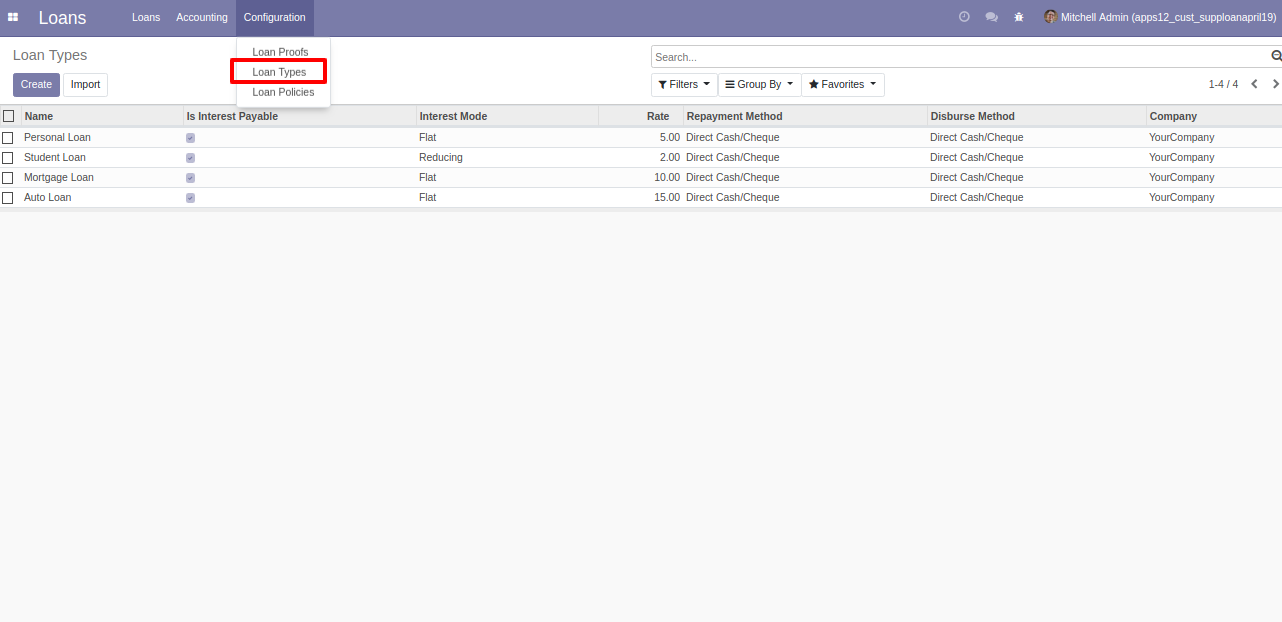 Loans Loans Accounting Configuration Mitchell Admin (apps12_cust_supploanapril19)
Loan Types
Loan Proofs
Loan Types
Loan Policies
Search...
Create Import
Filters Group By Favorites 1-4 / 4
Name Is Interest Payable Interest Mode Rate Repayment Method Disburse Method Company
Personal Loan Flat 5.00 Direct Cash/Cheque Direct Cash/Cheque YourCompany
Student Loan Reducing 2.00 Direct Cash/Cheque Direct Cash/Cheque YourCompany
Mortgage Loan Flat 10.00 Direct Cash/Cheque Direct Cash/Cheque YourCompany
Auto Loan Flat 15.00 Direct Cash/Cheque Direct Cash/Cheque YourCompany